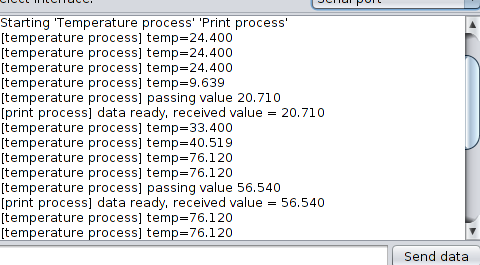 elect interface:
Serial port
Starting 'Temperature process' 'Print process'
[temperature process] temp=24.400
[temperature process] temp=24.400
[temperature process] temp=24.400
[temperature process] temp=9.639
[temperature process] passing value 20.710
[print process] data ready, received value = 20.710
[temperature process] temp=33.400
[temperature process] temp=40.519
[temperature process] temp=76.120
[temperature process] temp=76.120
[temperature process] passing value 56.540
[print process] data ready, received value = 56.540
[temperature process] temp=76.120
[temperature process] temp=76.120
Send data